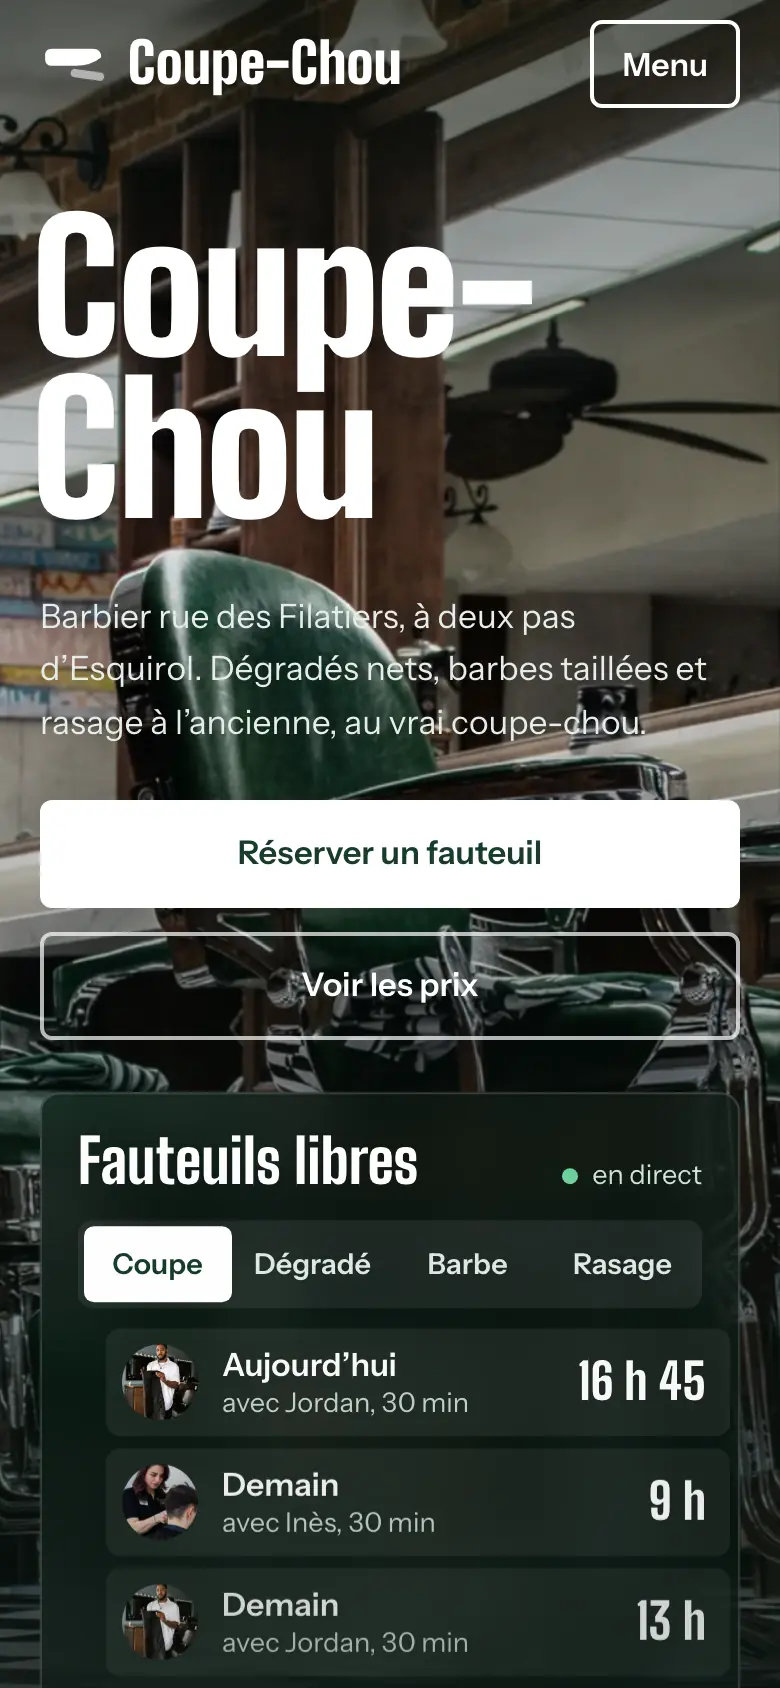 Coupe-Chou
Menu
Coupe-
Chou
Barbier rue des Filatiers, à deux pas
d’Esquirol. Dégradés nets, barbes taillées et
rasage à l’ancienne, au vrai coupe-chou.
Réserver un fauteuil
Voir les prix
Fauteuils libres
en direct
Coupe Dégradé Barbe Rasage
Aujourd’hui
avec Jordan, 30 min
16 h 45
Demain
avec Inès, 30 min
9 h
Demain
avec Jordan, 30 min
13 h